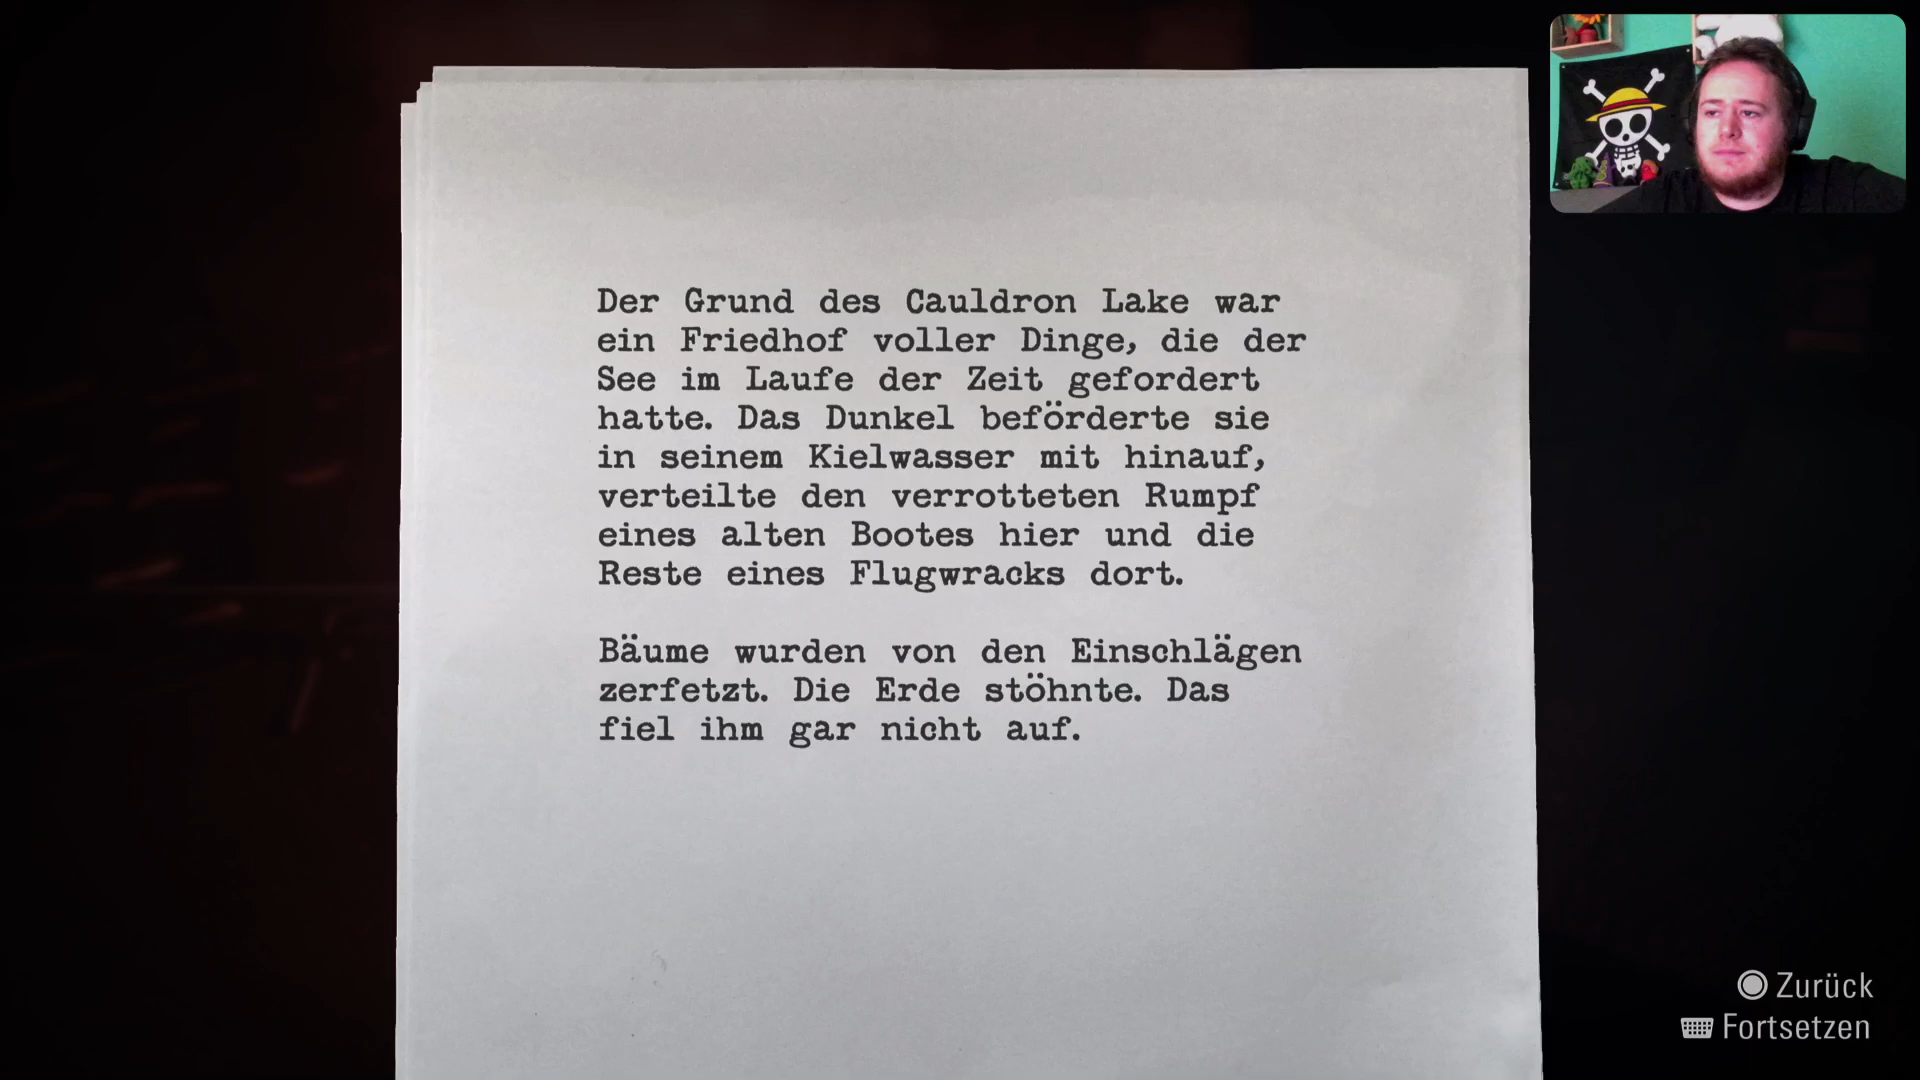 Der Grund des Cauldron Lake war
ein Friedhof voller Dinge, die der
See im Laufe der Zeit gefordert
hatte. Das Dunkel beförderte sie
in seinem Kielwasser mit hinauf,
verteilte den verrotteten Rumpf
eines alten Bootes hier und die
Reste eines Flugwracks dort.
Bäume wurden von den Einschlägen
zerfetzt. Die Erde stöhnte. Das
fiel ihm gar nicht auf.
Zurück
Fortsetzen